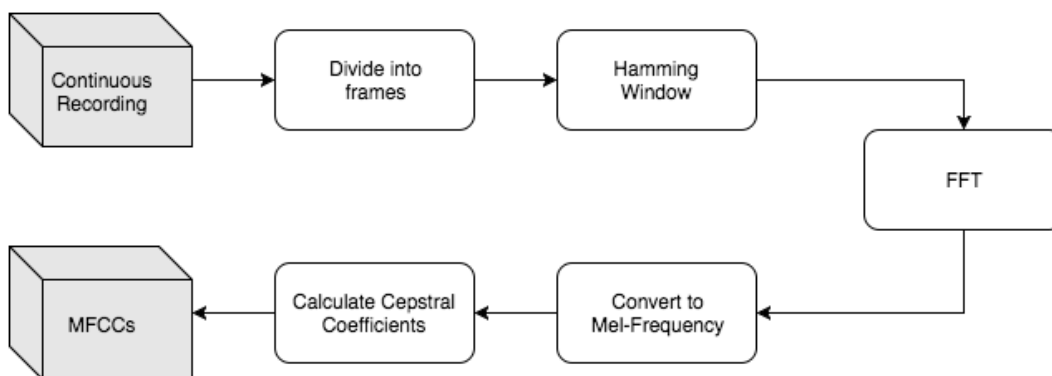 Continuous
Recording
Divide into
frames
Hamming
Window
FFT
Convert to
Mel-Frequency
Calculate Cepstral
Coefficients
MFCCs